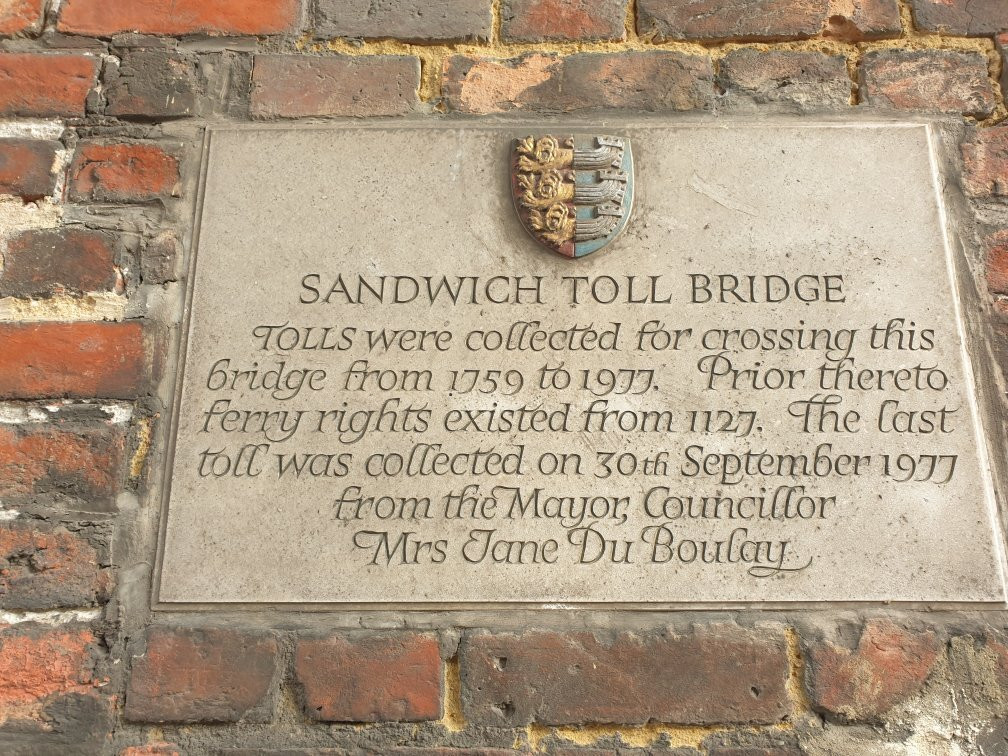 SANDWICH TOLL BRIDGE
TOLLS were collected for crossing this
bridge from 1759 to 1977. Prior thereto
ferry rights existed from 1127. The last
toll was collected on 30th September 1977
from the Mayor, Councillor
Mrs Jane Du Boulay.